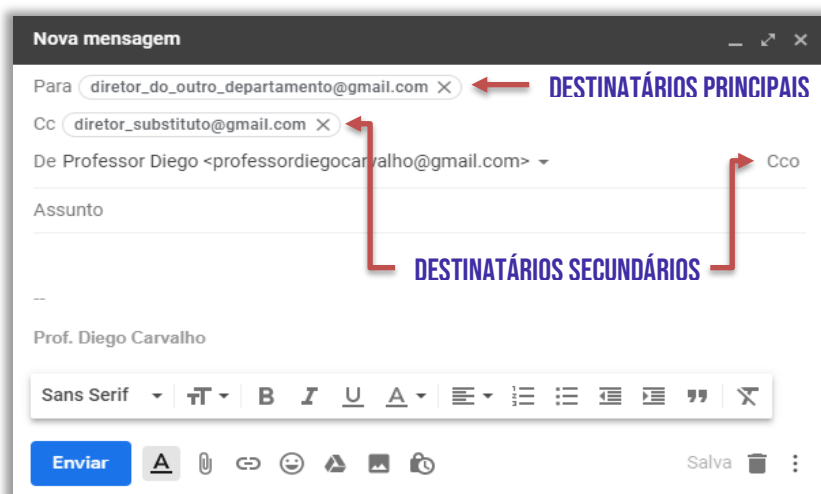 Nova mensagem
Para diretor_do_outro_departamento@gmail.com DESTINATÁRIOS PRINCIPAIS
Cc diretor_substituto@gmail.com
De Professor Diego <professordiegocarvalho@gmail.com> Cco
Assunto
DESTINATÁRIOS SECUNDÁRIOS
--
Prof. Diego Carvalho
Sans Serif T B I U A
Enviar A Salva